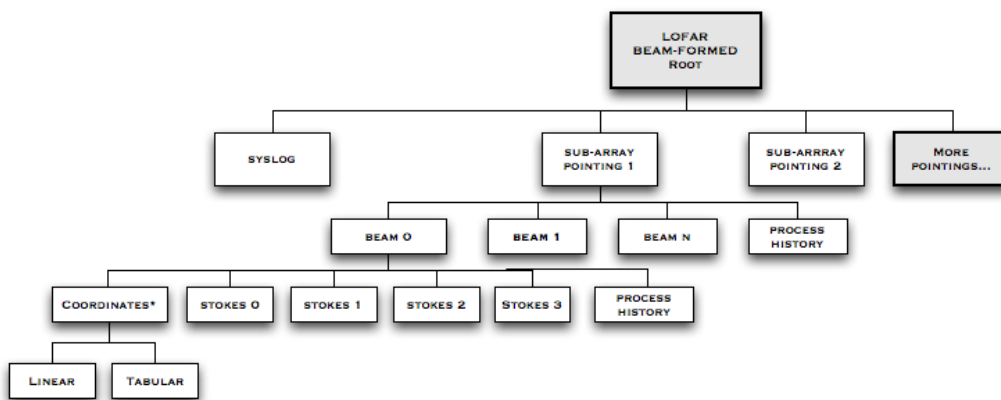 LOFAR
BEAM-FORMED
ROOT
SYSLOG
SUB-ARRAY
POINTING 1
SUB-ARRRAY
POINTING 2
MORE
POINTINGS...
BEAM 0
BEAM 1
BEAM N
PROCESS
HISTORY
COORDINATES*
STOKES 0
STOKES 1
STOKES 2
STOKES 3
PROCESS
HISTORY
LINEAR
TABULAR